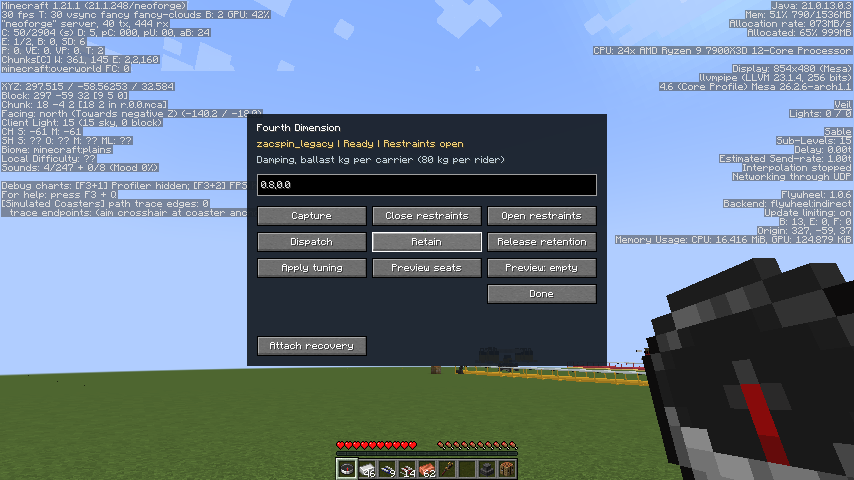 Minecraft 1.21.1 (21.1.248/neoforge)
30 fps T: 30 vsync fancy fancy-clouds B: 2 GPU: 42%
"neoforge" server, 40 tx, 444 rx
C: 50/2904 (s) D: 5, pC: 000, pU: 00, aB: 24
E: 1/2, B: 0, SD: 6
P: 0. VE: 0. VP: 0. T: 2
Chunks[C] W: 361, 145 E: 2,2,160
minecraft:overworld FC: 0
XYZ: 297.515 / -58.56253 / 32.584
Block: 297 -59 32 [9 5 0]
Chunk: 18 -4 2 [18 2 in r.0.0.mca]
Facing: north (Towards negative Z) (-140.2 / -18.0)
Client Light: 15 (15 sky, 0 block)
CH S: -61 M: -61
SH S: ?? O: ?? M: ?? ML: ??
Biome: minecraft:plains
Local Difficulty: ??
Sounds: 4/247 + 0/8 (Mood 0%)
Debug charts: [F3+1] Profiler hidden; [F3+2] FPS
For help: press F3 + Q
[Simulated Coasters] path trace edges: 0
trace endpoints: (aim crosshair at coaster anc
Java: 21.0.13.0.3
Mem: 51% 790/1536MB
Allocation rate: 073MB/s
Allocated: 65% 999MB
CPU: 24x AMD Ryzen 9 7900X3D 12-Core Processor
Display: 854x480 (Mesa)
llvmpipe (LLVM 23.1.4, 256 bits)
4.6 (Core Profile) Mesa 26.2.6-arch1.1
Veil
Lights: 0 / 0
Sable
Sub-Levels: 15
Delay: 0.00t
Estimated Send-rate: 1.00t
Interpolation stopped
Networking through UDP
Flywheel: 1.0.6
Backend: flywheel:indirect
Update limiting: on
B: 13, E: 0, F: 0
Origin: 327, -59, 37
Memory Usage: CPU: 16.416 MiB, GPU: 124.879 KiB
Fourth Dimension
zacspin_legacy | Ready | Restraints open
Damping, ballast kg per carrier (80 kg per rider)
0.8,0.0
Capture
Close restraints
Open restraints
Dispatch
Retain
Release retention
Apply tuning
Preview seats
Preview: empty
Done
Attach recovery
46
9
14
62